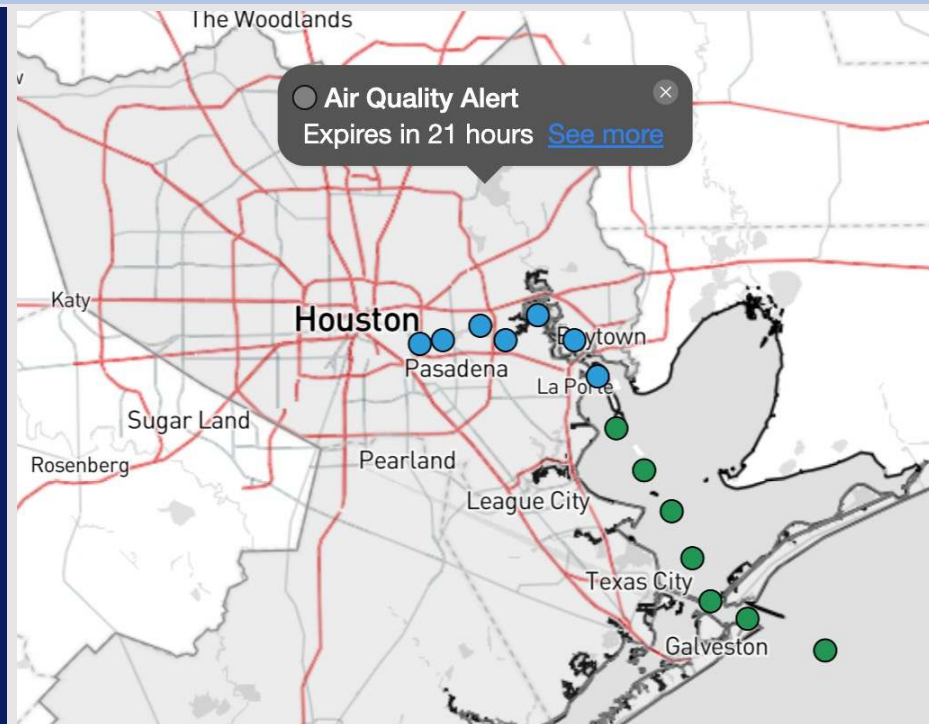 The Woodlands
Air Quality Alert
Expires in 21 hours See more
Katy
Houston
Pasadena
La Porte
Sugar Land
Rosenberg
Pearland
League City
Texas City
Galveston